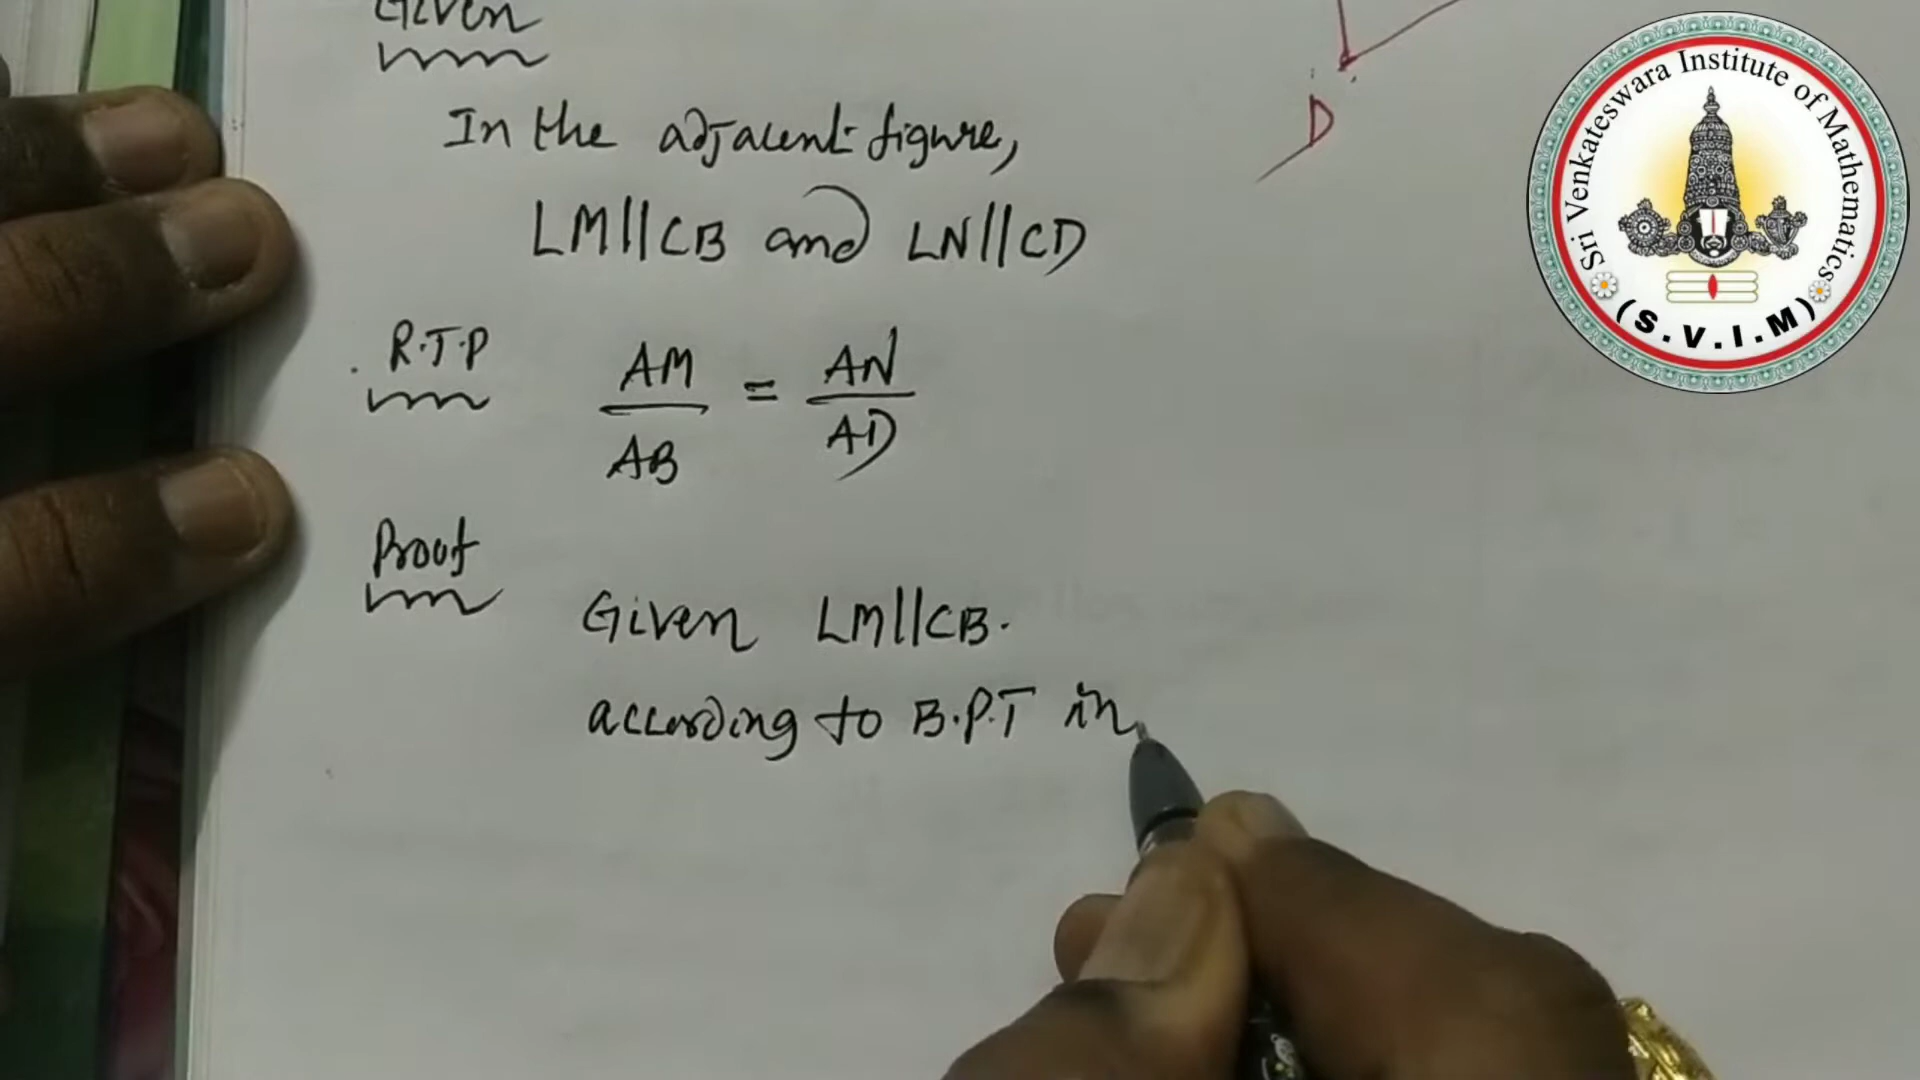 Given
In the adjacent figure,
LM||CB and LN||CD
R.T.P AM/AB = AN/AD
Proof
Given LM||CB.
according to B.P.T in
D
Sri Venkateswara Institute of Mathematics
(S.V.I.M)